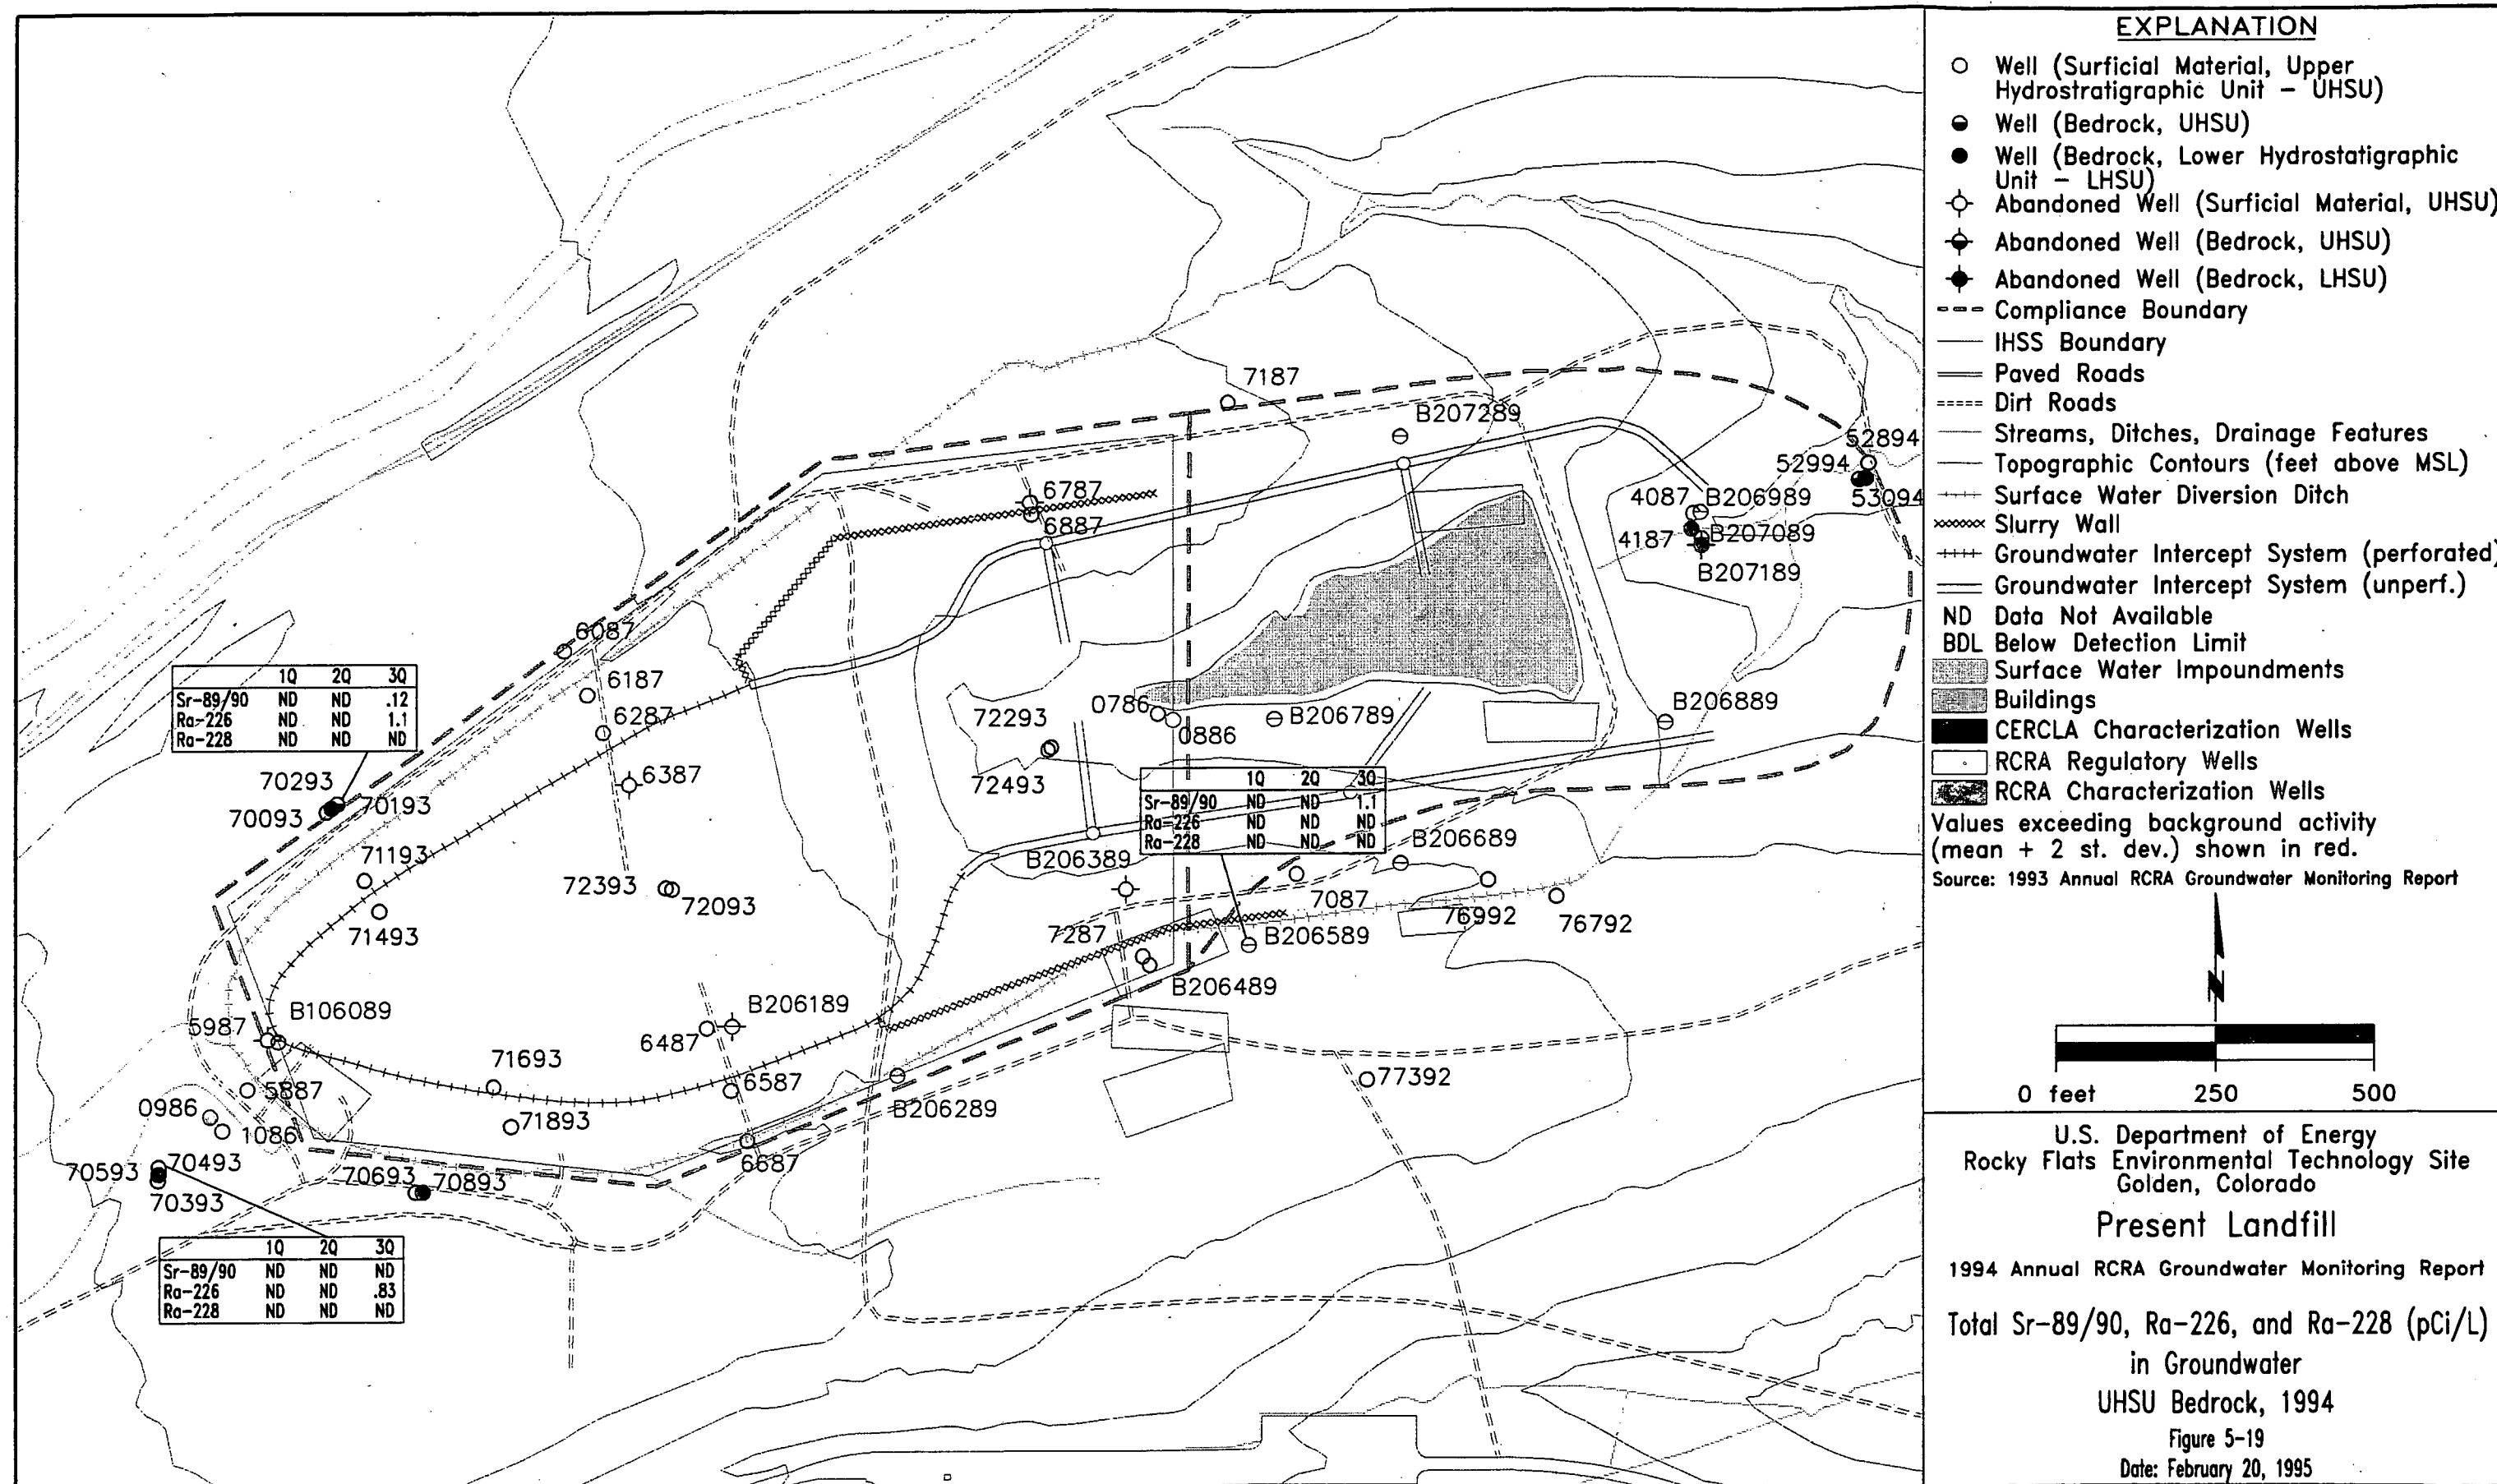 EXPLANATION
Well (Surficial Material, Upper
Hydrostratigraphic Unit - UHSU)
Well (Bedrock, UHSU)
Well (Bedrock, Lower Hydrostatigraphic
Unit - LHSU)
Abandoned Well (Surficial Material, UHSU)
Abandoned Well (Bedrock, UHSU)
Abandoned Well (Bedrock, LHSU)
Compliance Boundary
IHSS Boundary
Paved Roads
Dirt Roads
Streams, Ditches, Drainage Features
Topographic Contours (feet above MSL)
Surface Water Diversion Ditch
Slurry Wall
Groundwater Intercept System (perforated)
Groundwater Intercept System (unperf.)
ND Data Not Available
BDL Below Detection Limit
Surface Water Impoundments
Buildings
CERCLA Characterization Wells
RCRA Regulatory Wells
RCRA Characterization Wells
Values exceeding background activity
(mean + 2 st. dev.) shown in red.
Source: 1993 Annual RCRA Groundwater Monitoring Report
N
0 feet 250 500
U.S. Department of Energy
Rocky Flats Environmental Technology Site
Golden, Colorado
Present Landfill
1994 Annual RCRA Groundwater Monitoring Report
Total Sr-89/90, Ra-226, and Ra-228 (pCi/L)
in Groundwater
UHSU Bedrock, 1994
Figure 5-19
Date: February 20, 1995
7187
B207289
52894
52994
53094
6787
6887
4087
B206989
4187
B207089
B207189
6087
6187
6287
1Q 2Q 3Q
Sr-89/90 ND ND .12
Ra-226 ND ND 1.1
Ra-228 ND ND ND
72293
0786
0886
B206789
B206889
72493
6387
70293
70193
70093
1Q 2Q 3Q
Sr-89/90 ND ND 1.1
Ra-226 ND ND ND
Ra-228 ND ND ND
71193
B206389
B206689
72393
72093
7087
76992
76792
71493
7287
B206589
B206489
B106089
5987
B206189
6487
71693
6587
77392
5887
0986
1086
71893
B206289
6687
70593
70493
70393
70693
70893
1Q 2Q 3Q
Sr-89/90 ND ND ND
Ra-226 ND ND .83
Ra-228 ND ND ND